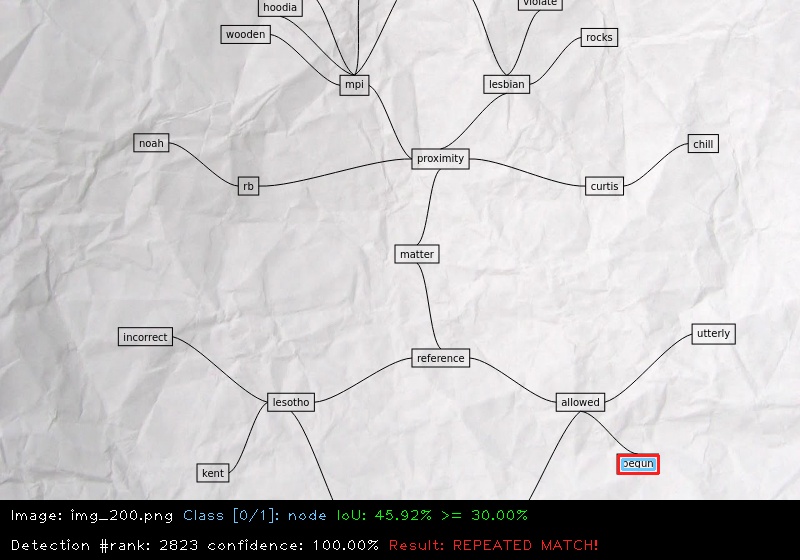 violate
hoodia
wooden
rocks
mpi
lesbian
noah
chill
proximity
rb
curtis
matter
utterly
incorrect
reference
lesotho
allowed
begun
kent
Image: img_200.png Class [0/1]: node IoU: 45.92% >= 30.00%
Detection #rank: 2823 confidence: 100.00% Result: REPEATED MATCH!